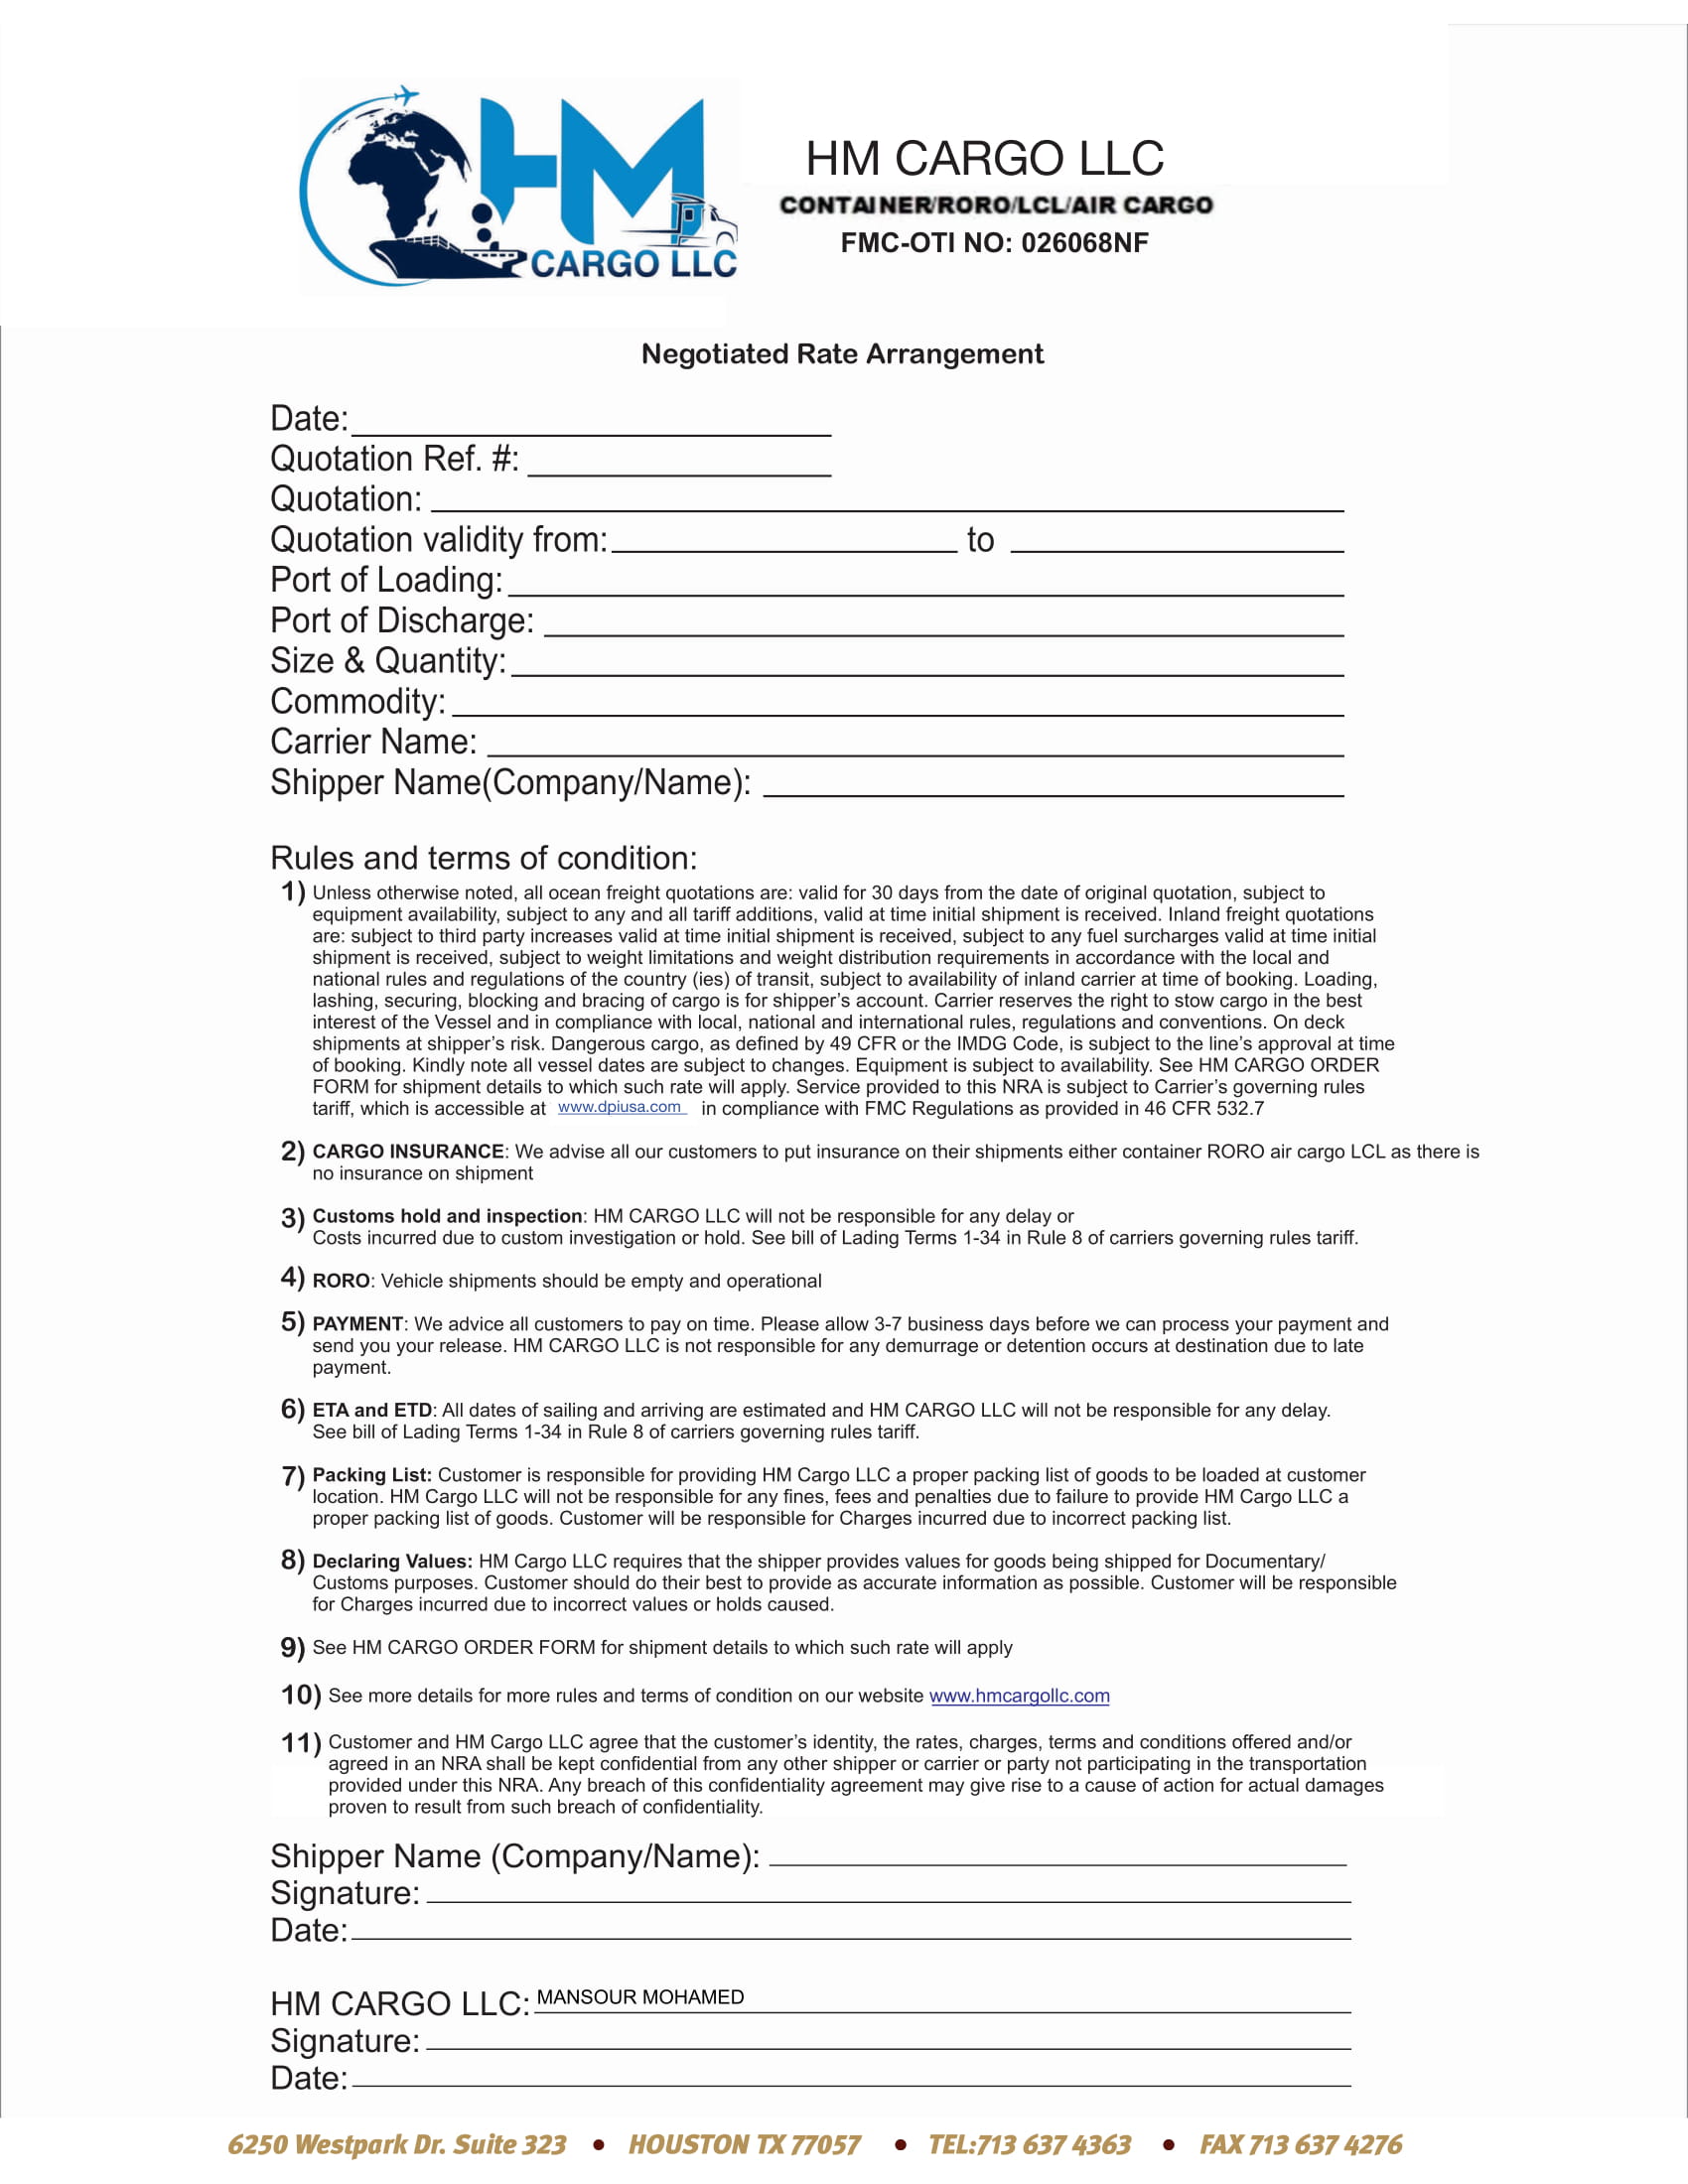 HM
CARGO LLC
HM CARGO LLC
CONTAINER/RORO/LCL/AIR CARGO
FMC-OTI NO: 026068NF
Negotiated Rate Arrangement
Date:
Quotation Ref. #:
Quotation:
Quotation validity from: to
Port of Loading:
Port of Discharge:
Size & Quantity:
Commodity:
Carrier Name:
Shipper Name(Company/Name):
Rules and terms of condition:
1) Unless otherwise noted, all ocean freight quotations are: valid for 30 days from the date of original quotation, subject to
equipment availability, subject to any and all tariff additions, valid at time initial shipment is received. Inland freight quotations
are: subject to third party increases valid at time initial shipment is received, subject to any fuel surcharges valid at time initial
shipment is received, subject to weight limitations and weight distribution requirements in accordance with the local and
national rules and regulations of the country (ies) of transit, subject to availability of inland carrier at time of booking. Loading,
lashing, securing, blocking and bracing of cargo is for shipper's account. Carrier reserves the right to stow cargo in the best
interest of the Vessel and in compliance with local, national and international rules, regulations and conventions. On deck
shipments at shipper's risk. Dangerous cargo, as defined by 49 CFR or the IMDG Code, is subject to the line's approval at time
of booking. Kindly note all vessel dates are subject to changes. Equipment is subject to availability. See HM CARGO ORDER
FORM for shipment details to which such rate will apply. Service provided to this NRA is subject to Carrier's governing rules
tariff, which is accessible at www.dpiusa.com in compliance with FMC Regulations as provided in 46 CFR 532.7
2) CARGO INSURANCE: We advise all our customers to put insurance on their shipments either container RORO air cargo LCL as there is
no insurance on shipment
3) Customs hold and inspection: HM CARGO LLC will not be responsible for any delay or
Costs incurred due to custom investigation or hold. See bill of Lading Terms 1-34 in Rule 8 of carriers governing rules tariff.
4) RORO: Vehicle shipments should be empty and operational
5) PAYMENT: We advice all customers to pay on time. Please allow 3-7 business days before we can process your payment and
send you your release. HM CARGO LLC is not responsible for any demurrage or detention occurs at destination due to late
payment.
6) ETA and ETD: All dates of sailing and arriving are estimated and HM CARGO LLC will not be responsible for any delay.
See bill of Lading Terms 1-34 in Rule 8 of carriers governing rules tariff.
7) Packing List: Customer is responsible for providing HM Cargo LLC a proper packing list of goods to be loaded at customer
location. HM Cargo LLC will not be responsible for any fines, fees and penalties due to failure to provide HM Cargo LLC a
proper packing list of goods. Customer will be responsible for Charges incurred due to incorrect packing list.
8) Declaring Values: HM Cargo LLC requires that the shipper provides values for goods being shipped for Documentary/
Customs purposes. Customer should do their best to provide as accurate information as possible. Customer will be responsible
for Charges incurred due to incorrect values or holds caused.
9) See HM CARGO ORDER FORM for shipment details to which such rate will apply
10) See more details for more rules and terms of condition on our website www.hmcargollc.com
11) Customer and HM Cargo LLC agree that the customer's identity, the rates, charges, terms and conditions offered and/or
agreed in an NRA shall be kept confidential from any other shipper or carrier or party not participating in the transportation
provided under this NRA. Any breach of this confidentiality agreement may give rise to a cause of action for actual damages
proven to result from such breach of confidentiality.
Shipper Name (Company/Name):
Signature:
Date:
HM CARGO LLC: MANSOUR MOHAMED
Signature:
Date:
6250 Westpark Dr. Suite 323 • HOUSTON TX 77057 • TEL:713 637 4363 • FAX 713 637 4276